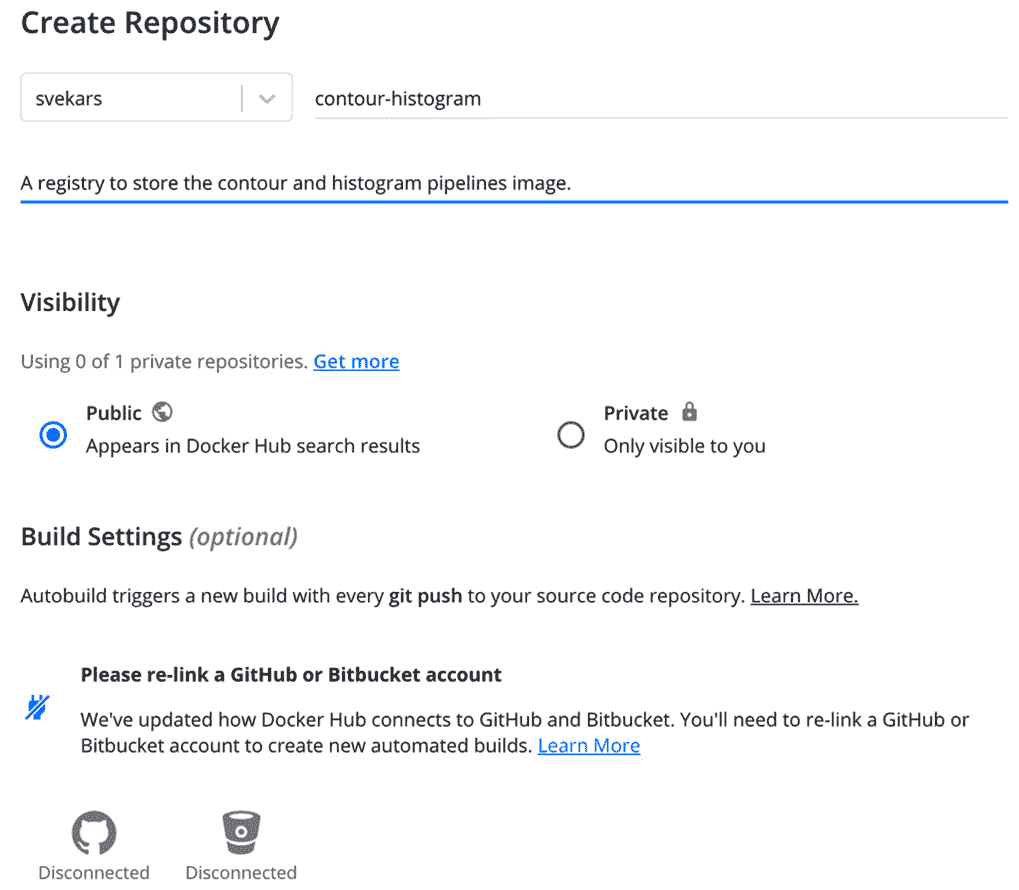 Create Repository
svekars
contour-histogram
A registry to store the contour and histogram pipelines image.
Visibility
Using 0 of 1 private repositories. Get more
Public
Appears in Docker Hub search results
Private
Only visible to you
Build Settings (optional)
Autobuild triggers a new build with every git push to your source code repository. Learn More.
Please re-link a GitHub or Bitbucket account
We've updated how Docker Hub connects to GitHub and Bitbucket. You'll need to re-link a GitHub or
Bitbucket account to create new automated builds. Learn More
Disconnected
Disconnected